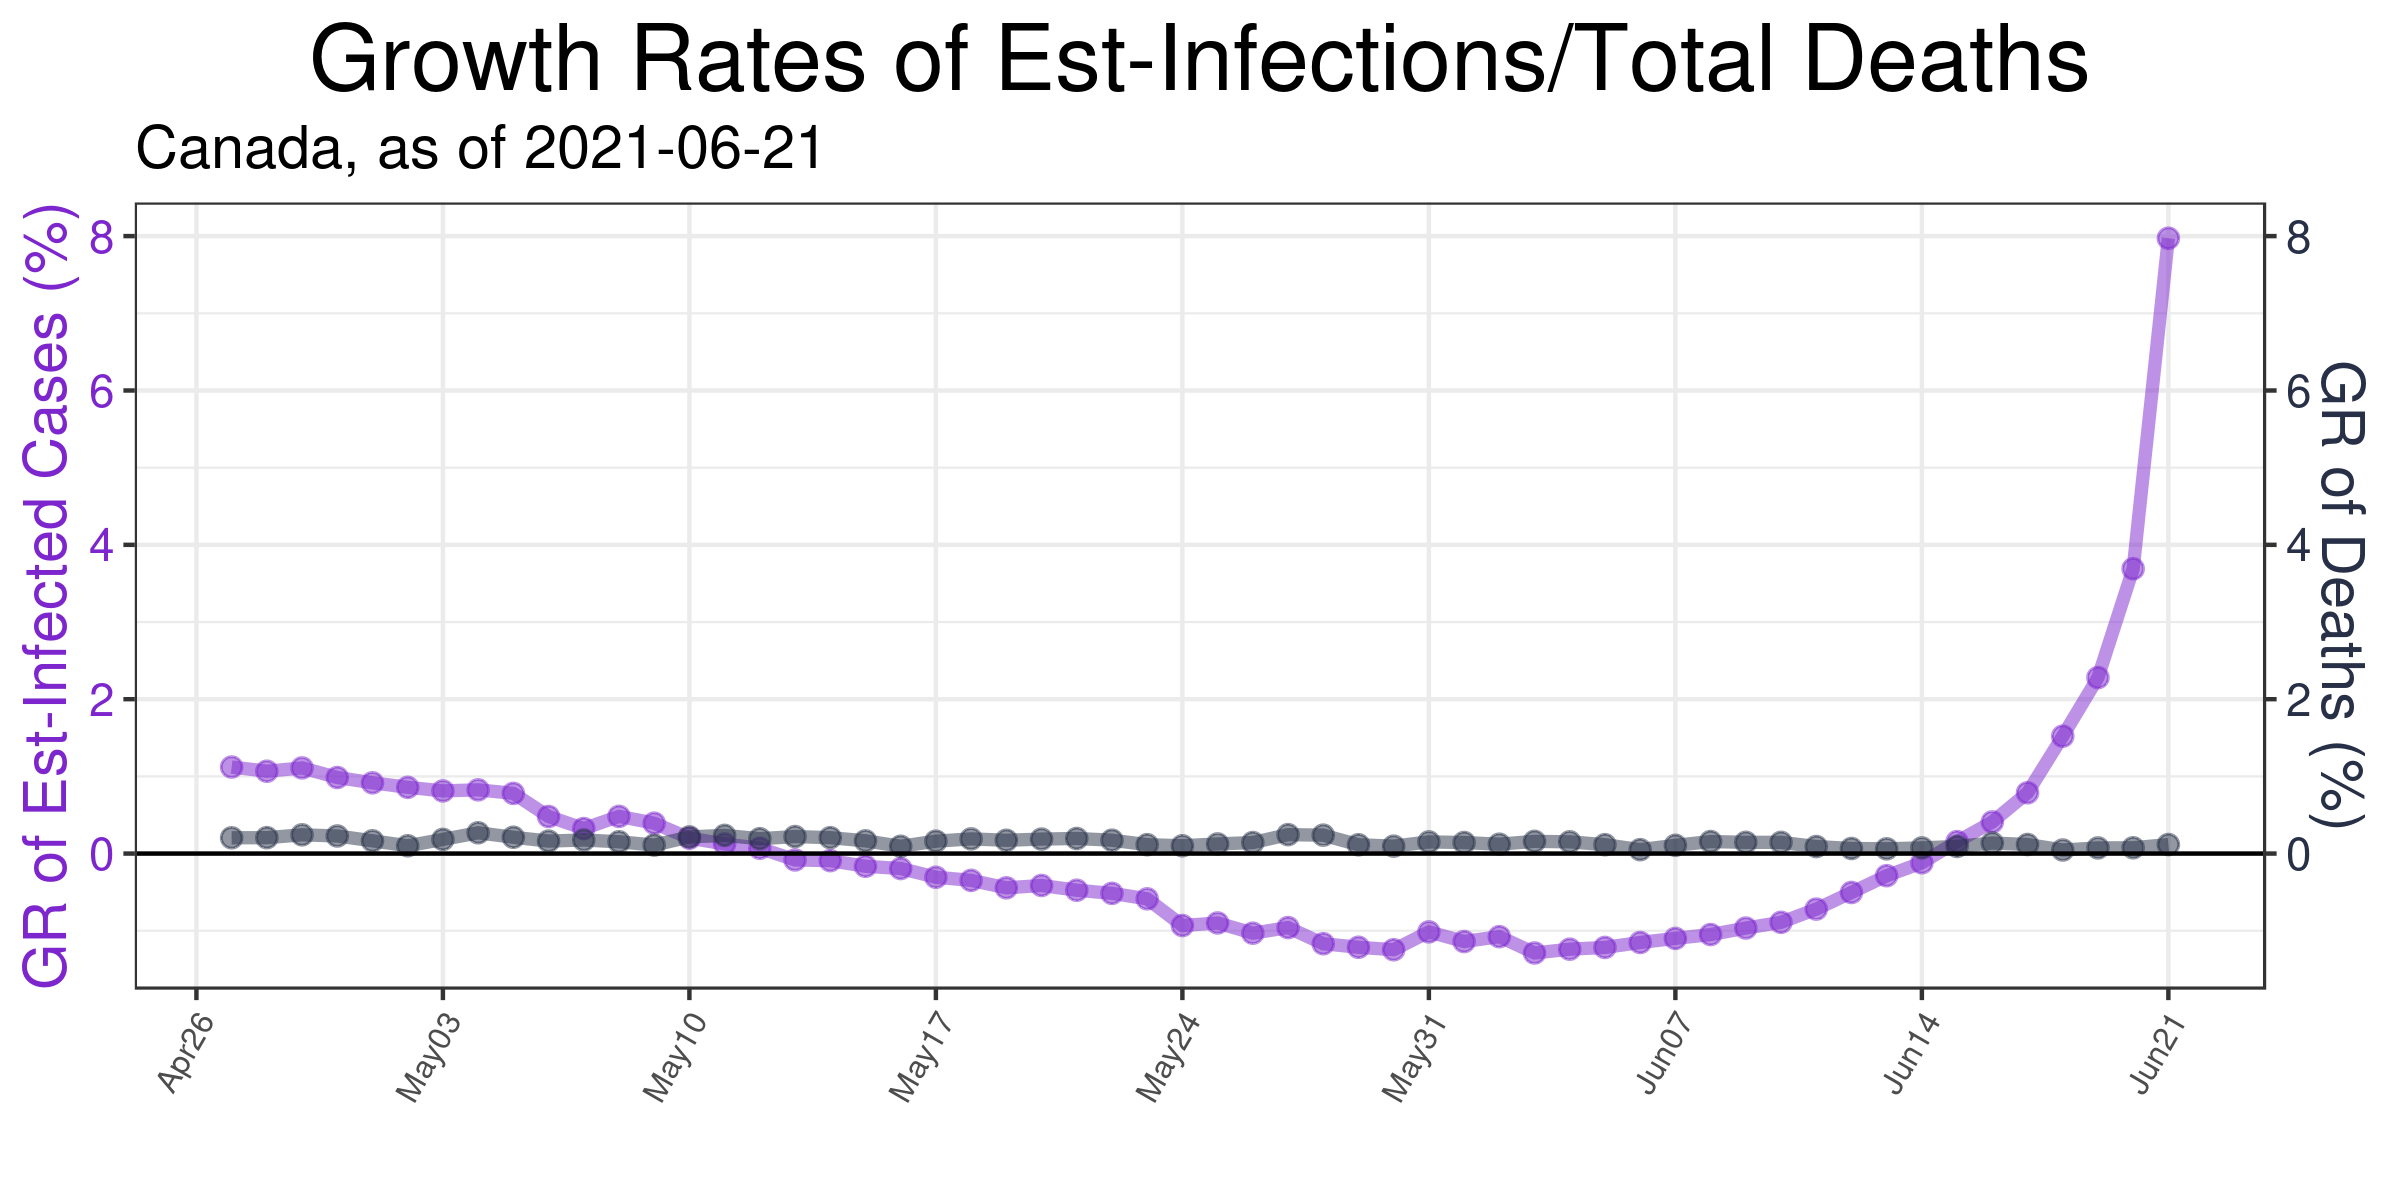 Growth Rates of Est-Infections/Total Deaths
Canada, as of 2021-06-21
GR of Est-Infected Cases (%)
8
6
4
2
0
8
6
4
2
0
GR of Deaths (%)
Apr26
May03
May10
May17
May24
May31
Jun07
Jun14
Jun21